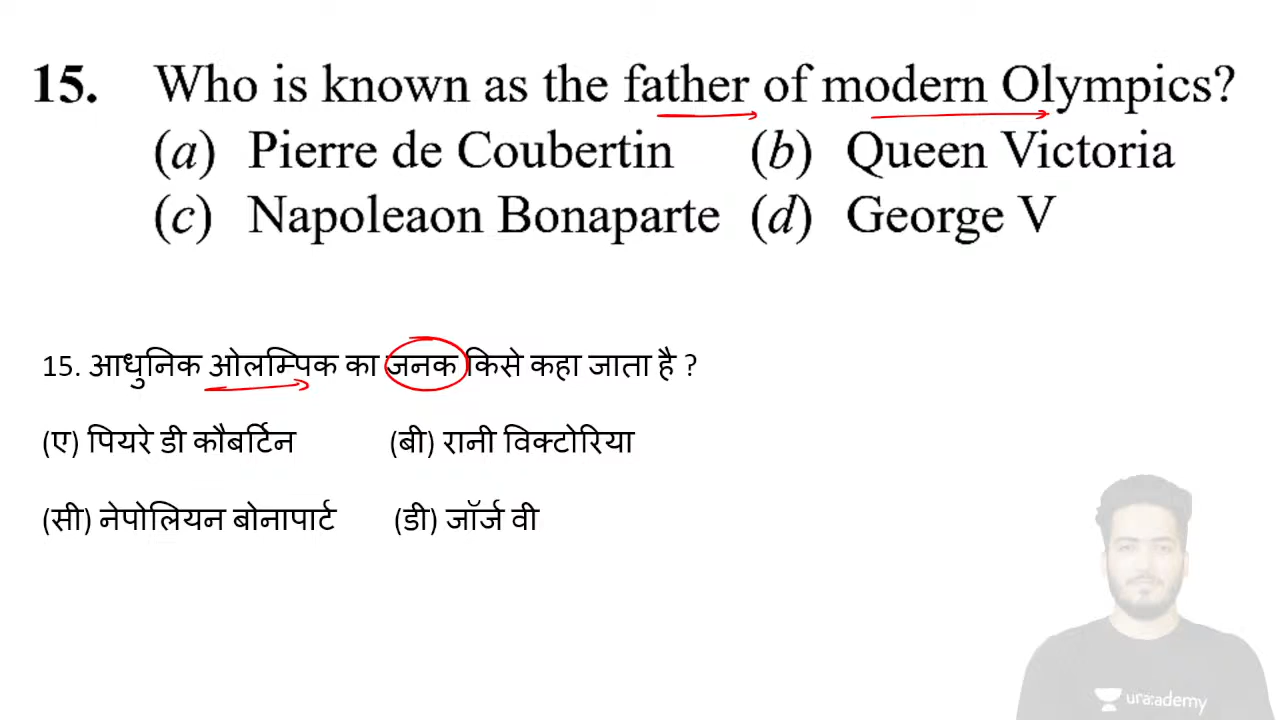 15. Who is known as the father of modern Olympics?
(a) Pierre de Coubertin (b) Queen Victoria
(c) Napoleaon Bonaparte (d) George V
15. आधुनिक ओलम्पिक का जनक किसे कहा जाता है ?
(ए) पियरे डी कौबर्टिन (बी) रानी विक्टोरिया
(सी) नेपोलियन बोनापार्ट (डी) जॉर्ज वी